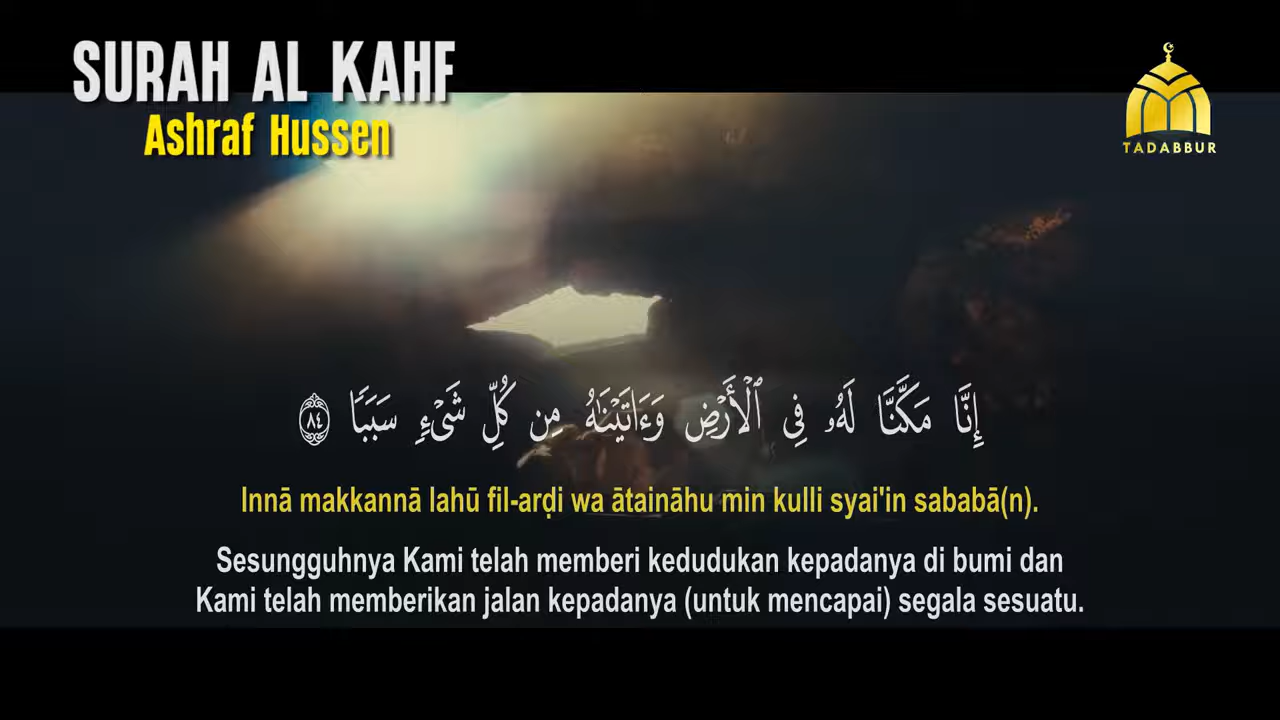 SURAH AL KAHF
Ashraf Hussen
TADABBUR
إِنَّا مَكَّنَّا لَهُۥ فِى ٱلْأَرْضِ وَءَاتَيْنَٰهُ مِن كُلِّ شَىْءٍۢ سَبَبًۭا ٨٤
Innā makkannā lahū fil-arḍi wa ātaināhu min kulli syai'in sababā(n).
Sesungguhnya Kami telah memberi kedudukan kepadanya di bumi dan
Kami telah memberikan jalan kepadanya (untuk mencapai) segala sesuatu.